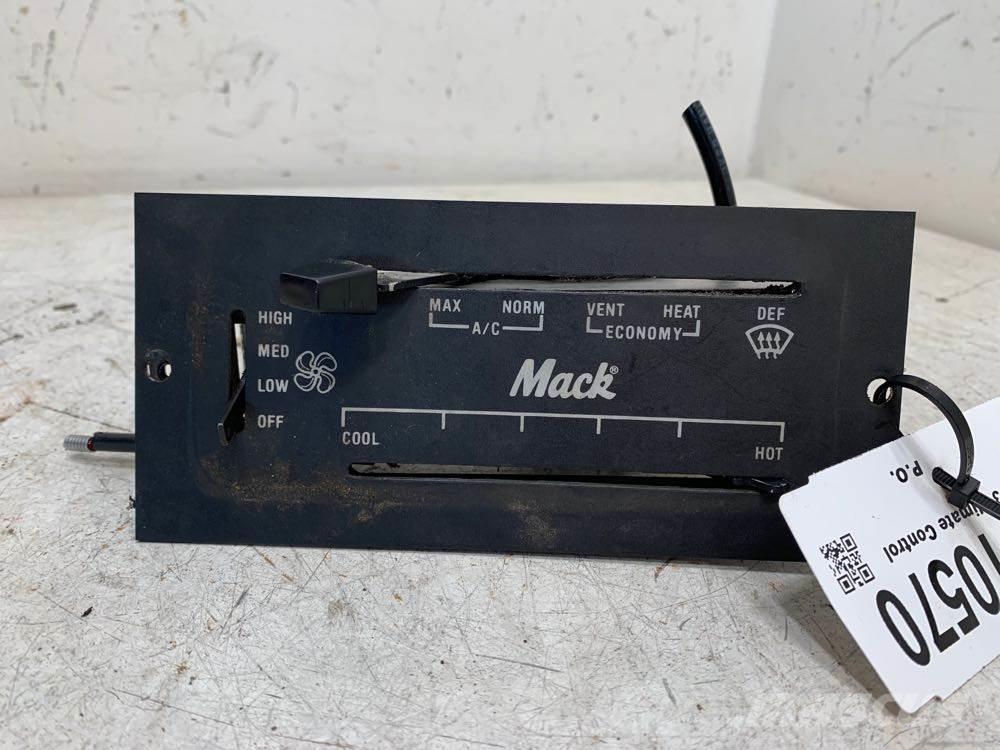 HIGH
MED
LOW
OFF
MAX NORM
A/C
VENT HEAT
ECONOMY
DEF
Mack®
COOL
HOT
P.O.
Climate Control
10570